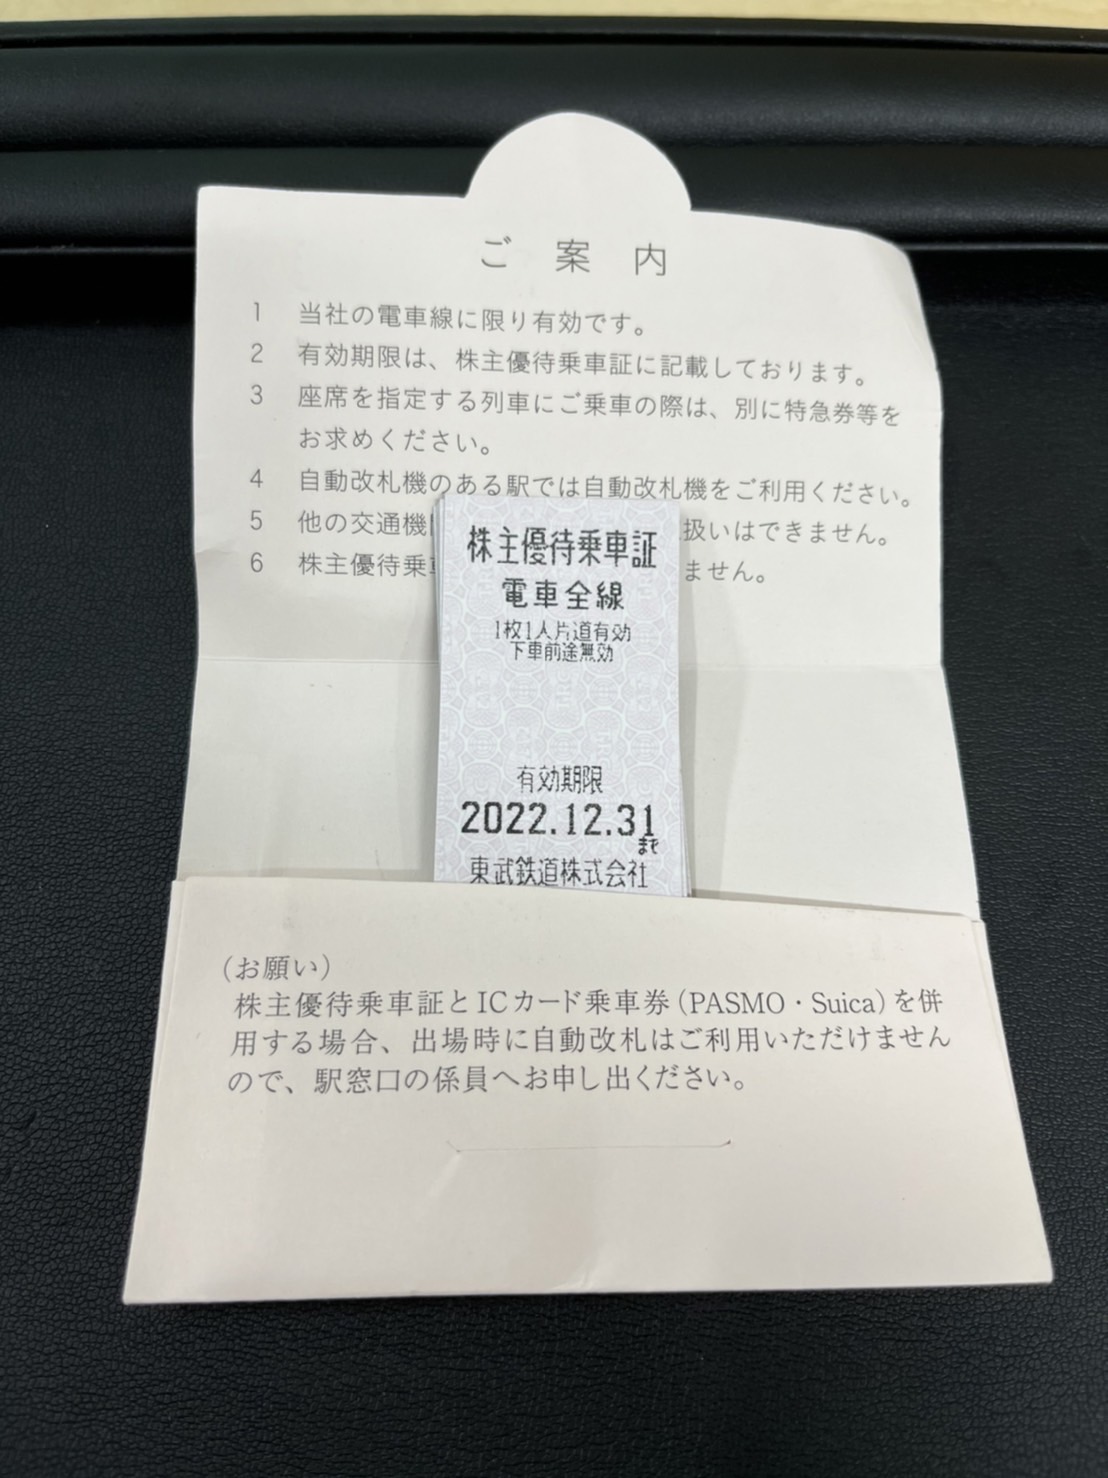 ご案内
1 当社の電車線に限り有効です。
2 有効期限は、株主優待乗車証に記載しております。
3 座席を指定する列車にご乗車の際は、別に特急券等を
お求めください。
4 自動改札機のある駅では自動改札機をご利用ください。
5 他の交通機 扱いはできません。
6 株主優待乗 ません。
株主優待乗車証
電車全線
1枚1人片道有効
下車前途無効
有効期限
2022.12.31
まで
東武鉄道株式会社
(お願い)
株主優待乗車証とICカード乗車券(PASMO・Suica)を併
用する場合、出場時に自動改札はご利用いただけません
ので、駅窓口の係員へお申し出ください。